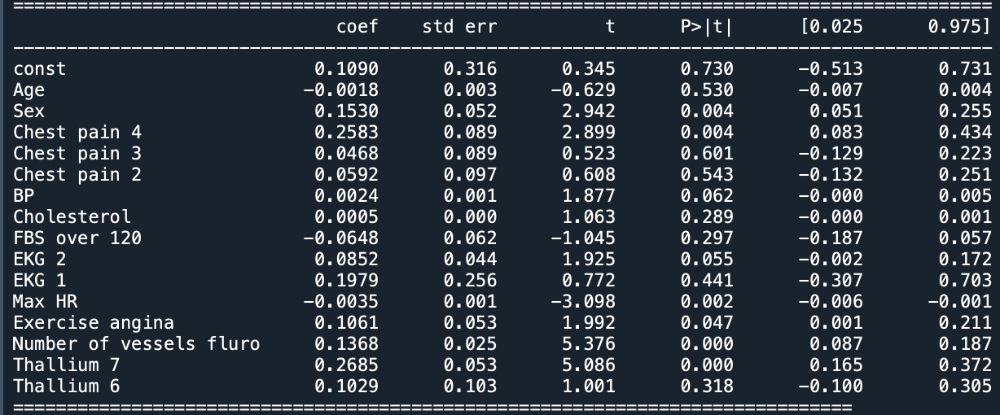 ==============================================================================================
coef    std err          t      P>|t|      [0.025      0.975]
----------------------------------------------------------------------------------------------
const                      0.1090      0.316      0.345      0.730      −0.513       0.731
Age                       −0.0018      0.003     −0.629      0.530      −0.007       0.004
Sex                        0.1530      0.052      2.942      0.004       0.051       0.255
Chest pain 4               0.2583      0.089      2.899      0.004       0.083       0.434
Chest pain 3               0.0468      0.089      0.523      0.601      −0.129       0.223
Chest pain 2               0.0592      0.097      0.608      0.543      −0.132       0.251
BP                         0.0024      0.001      1.877      0.062      −0.000       0.005
Cholesterol                0.0005      0.000      1.063      0.289      −0.000       0.001
FBS over 120              −0.0648      0.062     −1.045      0.297      −0.187       0.057
EKG 2                      0.0852      0.044      1.925      0.055      −0.002       0.172
EKG 1                      0.1979      0.256      0.772      0.441      −0.307       0.703
Max HR                    −0.0035      0.001     −3.098      0.002      −0.006      −0.001
Exercise angina            0.1061      0.053      1.992      0.047       0.001       0.211
Number of vessels fluro    0.1368      0.025      5.376      0.000       0.087       0.187
Thallium 7                 0.2685      0.053      5.086      0.000       0.165       0.372
Thallium 6                 0.1029      0.103      1.001      0.318      −0.100       0.305
==============================================================================